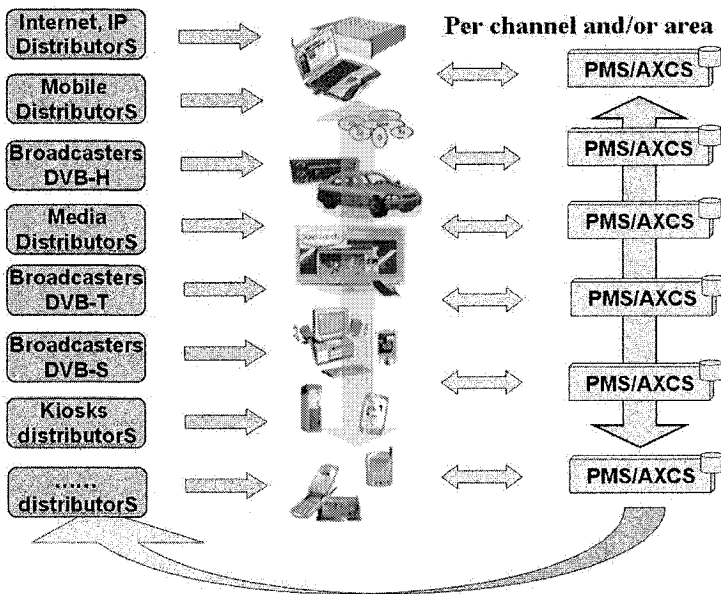 Internet, IP
DistributorS
Per channel and/or area
PMS/AXCS
Mobile
DistributorS
PMS/AXCS
Broadcasters
DVB-H
Media
DistributorS
PMS/AXCS
Broadcasters
DVB-T
PMS/AXCS
Broadcasters
DVB-S
PMS/AXCS
Kiosks
distributorS
......
distributorS
PMS/AXCS